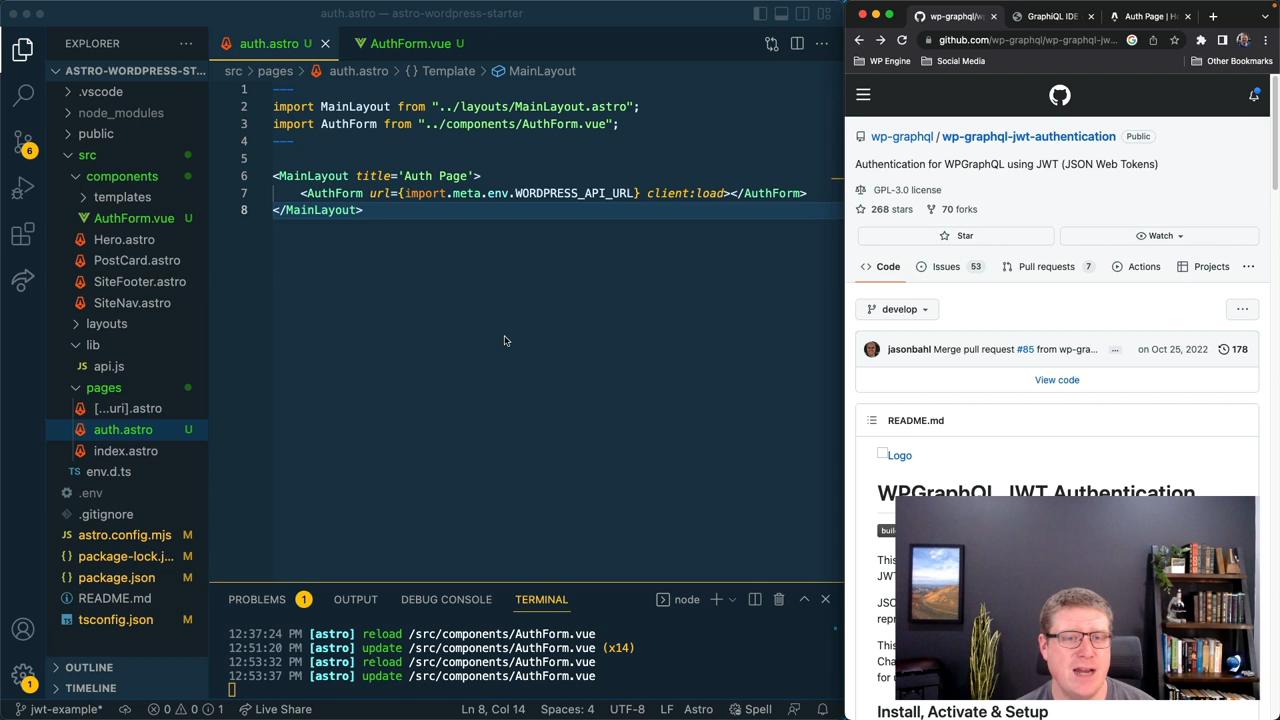 auth.astro — astro-wordpress-starter
EXPLORER
ASTRO-WORDPRESS-ST...
.vscode
node_modules
public
src
components
templates
AuthForm.vue U
Hero.astro
PostCard.astro
SiteFooter.astro
SiteNav.astro
layouts
lib
JS api.js
pages
[...uri].astro
auth.astro U
index.astro
TS env.d.ts
.env
.gitignore
JS astro.config.mjs M
{} package-lock.j... M
{} package.json M
README.md
tsconfig.json M
OUTLINE
TIMELINE
6
1
auth.astro
AuthForm.vue U
src > pages > auth.astro > {} Template > MainLayout
1 ---
2 import MainLayout from "../layouts/MainLayout.astro";
3 import AuthForm from "../components/AuthForm.vue";
4 ---
5
6 <MainLayout title='Auth Page'>
7 <AuthForm url={import.meta.env.WORDPRESS_API_URL} client:load></AuthForm>
8 </MainLayout>
PROBLEMS 1 OUTPUT DEBUG CONSOLE TERMINAL node
12:37:24 PM [astro] reload /src/components/AuthForm.vue
12:51:20 PM [astro] update /src/components/AuthForm.vue (x14)
12:53:32 PM [astro] reload /src/components/AuthForm.vue
12:53:37 PM [astro] update /src/components/AuthForm.vue
jwt-example* 0 0 1 Live Share Ln 8, Col 14 Spaces: 4 UTF-8 LF Astro Spell
wp-graphql/w GraphiQL IDE Auth Page | H
github.com/wp-graphql/wp-graphql-jw...
WP Engine Social Media Other Bookmarks
wp-graphql / wp-graphql-jwt-authentication Public
Authentication for WPGraphQL using JWT (JSON Web Tokens)
GPL-3.0 license
268 stars 70 forks
Star Watch
Code Issues 53 Pull requests 7 Actions Projects
develop
jasonbahl Merge pull request #85 from wp-gra... on Oct 25, 2022 178
View code
README.md
Logo
WPGraphQL JWT Authentication
Install, Activate & Setup